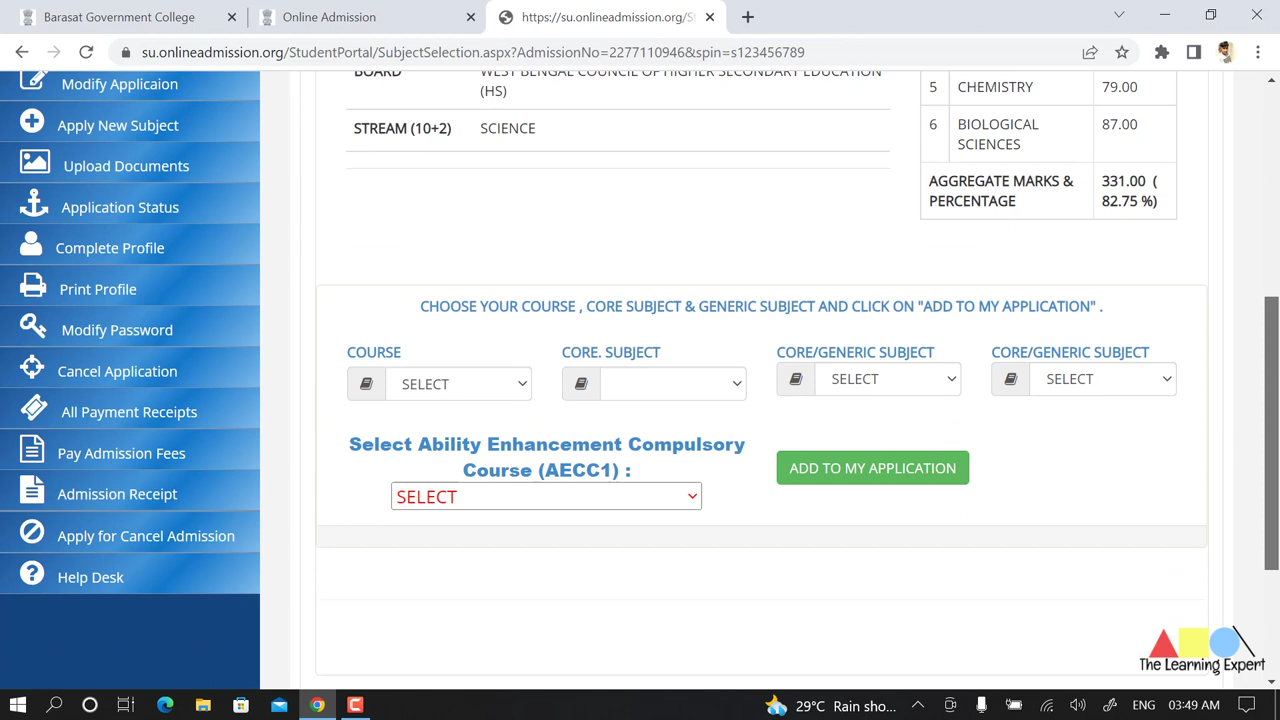 Barasat Government College
Online Admission
https://su.onlineadmission.org/St
su.onlineadmission.org/StudentPortal/SubjectSelection.aspx?AdmissionNo=2277110946&spin=s123456789
Modify Applicaion
Apply New Subject
Upload Documents
Application Status
Complete Profile
Print Profile
Modify Password
Cancel Application
All Payment Receipts
Pay Admission Fees
Admission Receipt
Apply for Cancel Admission
Help Desk
BOARD WEST BENGAL COUNCIL OF HIGHER SECONDARY EDUCATION
(HS)
STREAM (10+2) SCIENCE
5 CHEMISTRY 79.00
6 BIOLOGICAL 87.00
SCIENCES
AGGREGATE MARKS & 331.00 (
PERCENTAGE 82.75 %)
CHOOSE YOUR COURSE , CORE SUBJECT & GENERIC SUBJECT AND CLICK ON "ADD TO MY APPLICATION" .
COURSE CORE. SUBJECT CORE/GENERIC SUBJECT CORE/GENERIC SUBJECT
SELECT SELECT SELECT
Select Ability Enhancement Compulsory
Course (AECC1) :
SELECT
ADD TO MY APPLICATION
The Learning Expert
29°C Rain sho... ENG 03:49 AM